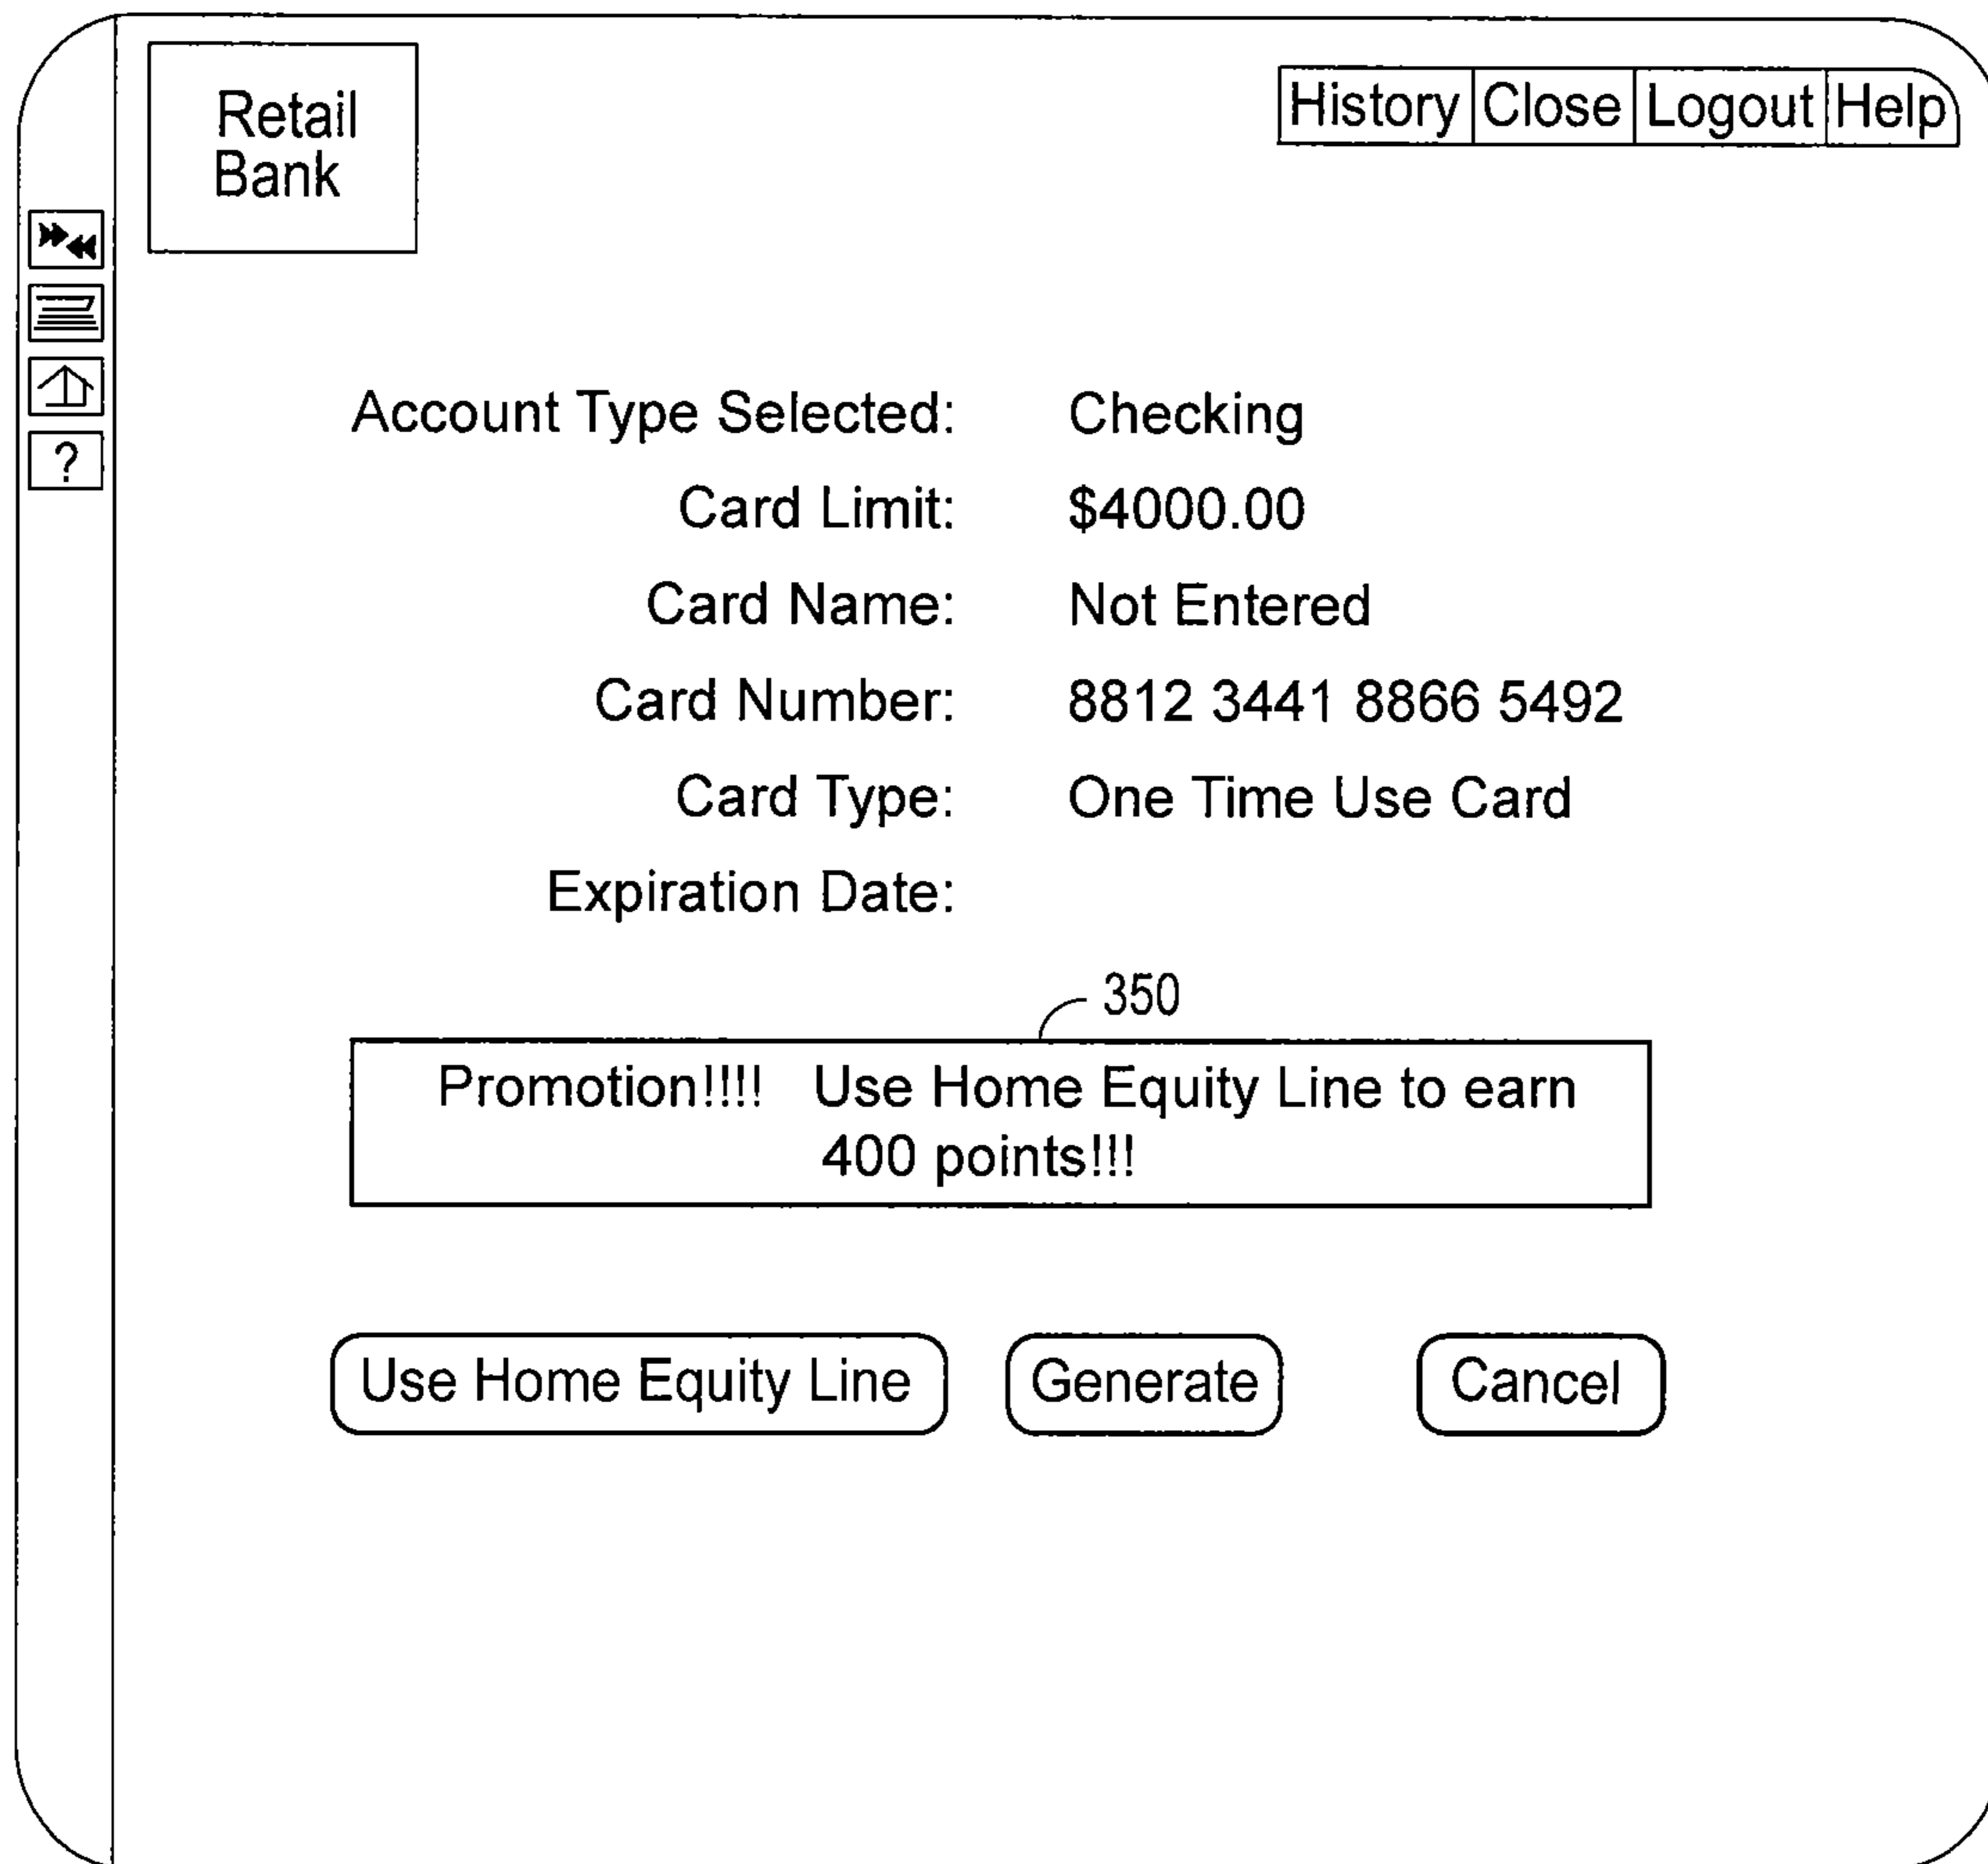 Retail
Bank
History Close Logout Help
?
Account Type Selected: Checking
Card Limit: $4000.00
Card Name: Not Entered
Card Number: 8812 3441 8866 5492
Card Type: One Time Use Card
Expiration Date:
350
Promotion!!!! Use Home Equity Line to earn
400 points!!!
Use Home Equity Line Generate Cancel